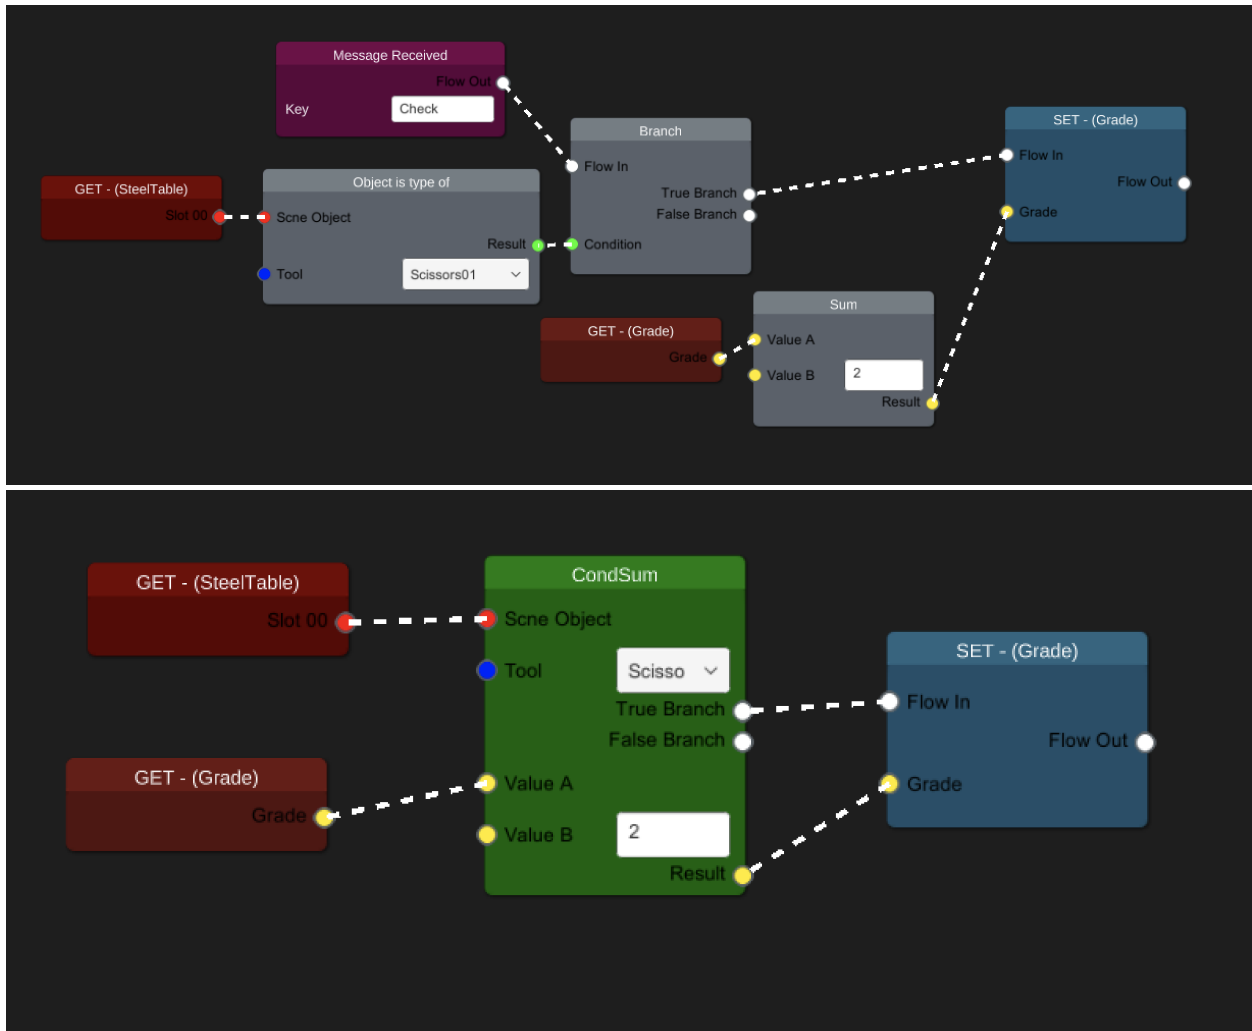 Message Received
Flow Out
Key
Check
GET - (SteelTable)
Slot 00
Object is type of
Scne Object
Result
Tool
Scissors01
Branch
Flow In
True Branch
False Branch
Condition
GET - (Grade)
Grade
Sum
Value A
Value B
2
Result
SET - (Grade)
Flow In
Flow Out
Grade
GET - (SteelTable)
Slot 00
GET - (Grade)
Grade
CondSum
Scne Object
Tool
Scisso
True Branch
False Branch
Value A
Value B
2
Result
SET - (Grade)
Flow In
Flow Out
Grade